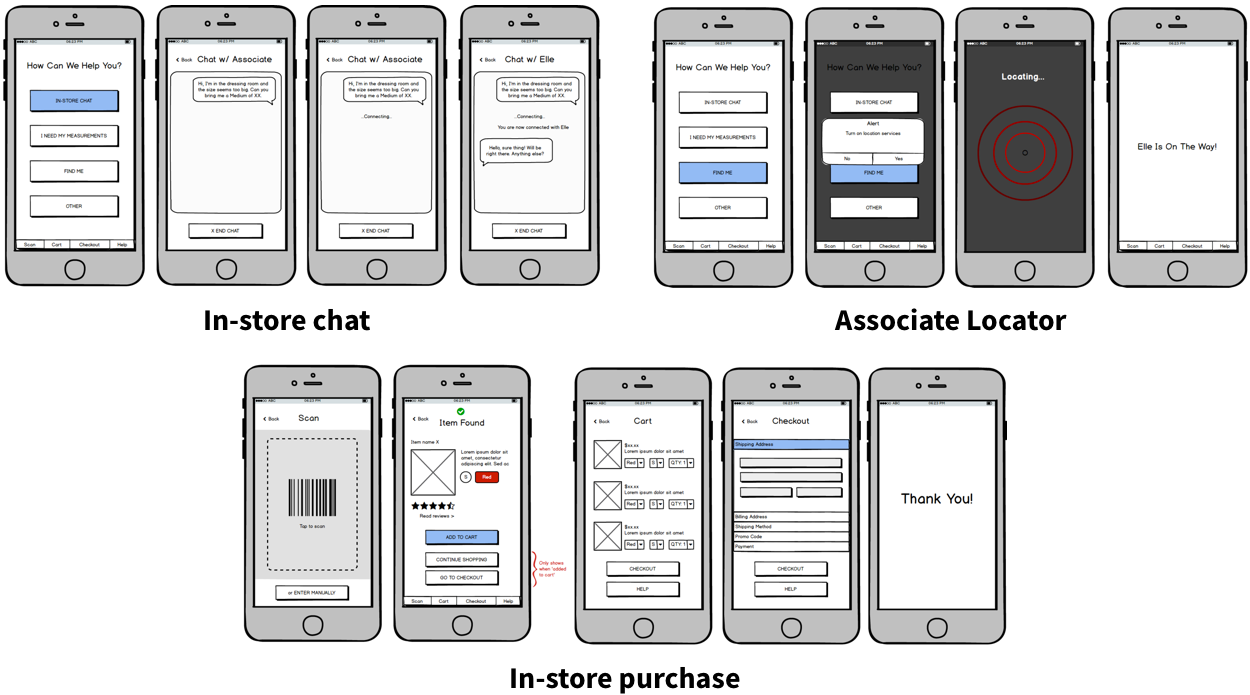 ●●●●○ ABC 06:23 PM
How Can We Help You?
IN-STORE CHAT
I NEED MY MEASUREMENTS
FIND ME
OTHER
Scan Cart Checkout Help
●●●●○ ABC 06:23 PM
< Back Chat w/ Associate
Hi, I'm in the dressing room and
the size seems too big. Can you
bring me a Medium of XX.
X END CHAT
●●●●○ ABC 06:23 PM
< Back Chat w/ Associate
Hi, I'm in the dressing room and
the size seems too big. Can you
bring me a Medium of XX.
...Connecting..
X END CHAT
●●●●○ ABC 06:23 PM
< Back Chat w/ Elle
Hi, I'm in the dressing room and
the size seems too big. Can you
bring me a Medium of XX.
...Connecting..
You are now connected with Elle
Hello, sure thing! Will be
right there. Anything else?
X END CHAT
In-store chat
●●●●○ ABC 06:23 PM
How Can We Help You?
IN-STORE CHAT
I NEED MY MEASUREMENTS
FIND ME
OTHER
Scan Cart Checkout Help
●●●●○ ABC 06:23 PM
How Can We Help You?
IN-STORE CHAT
Alert
Turn on location services
No Yes
FIND ME
OTHER
Scan Cart Checkout Help
●●●●○ ABC 06:23 PM
Locating...
●●●●○ ABC 06:23 PM
Elle Is On The Way!
Scan Cart Checkout Help
Associate Locator
●●●●○ ABC 06:23 PM
< Back Scan
Tap to scan
or ENTER MANUALLY
●●●●○ ABC 06:23 PM
< Back
Item Found
Item name X
Lorem ipsum dolor sit
amet, consectetur
adipiscing elit. Sed ac
S Red
Read reviews >
ADD TO CART
CONTINUE SHOPPING
GO TO CHECKOUT
Only shows
when "added
to cart"
Scan Cart Checkout Help
●●●●○ ABC 06:23 PM
< Back Cart
$xx.xx
Lorem ipsum dolor sit amet
Red S QTY: 1
$xx.xx
Lorem ipsum dolor sit amet
Red S QTY: 1
$xx.xx
Lorem ipsum dolor sit amet
Red S QTY: 1
CHECKOUT
HELP
●●●●○ ABC 06:23 PM
< Back Checkout
Shipping Address
Billing Address
Shipping Method
Promo Code
Payment
CHECKOUT
HELP
●●●●○ ABC 06:23 PM
Thank You!
In-store purchase